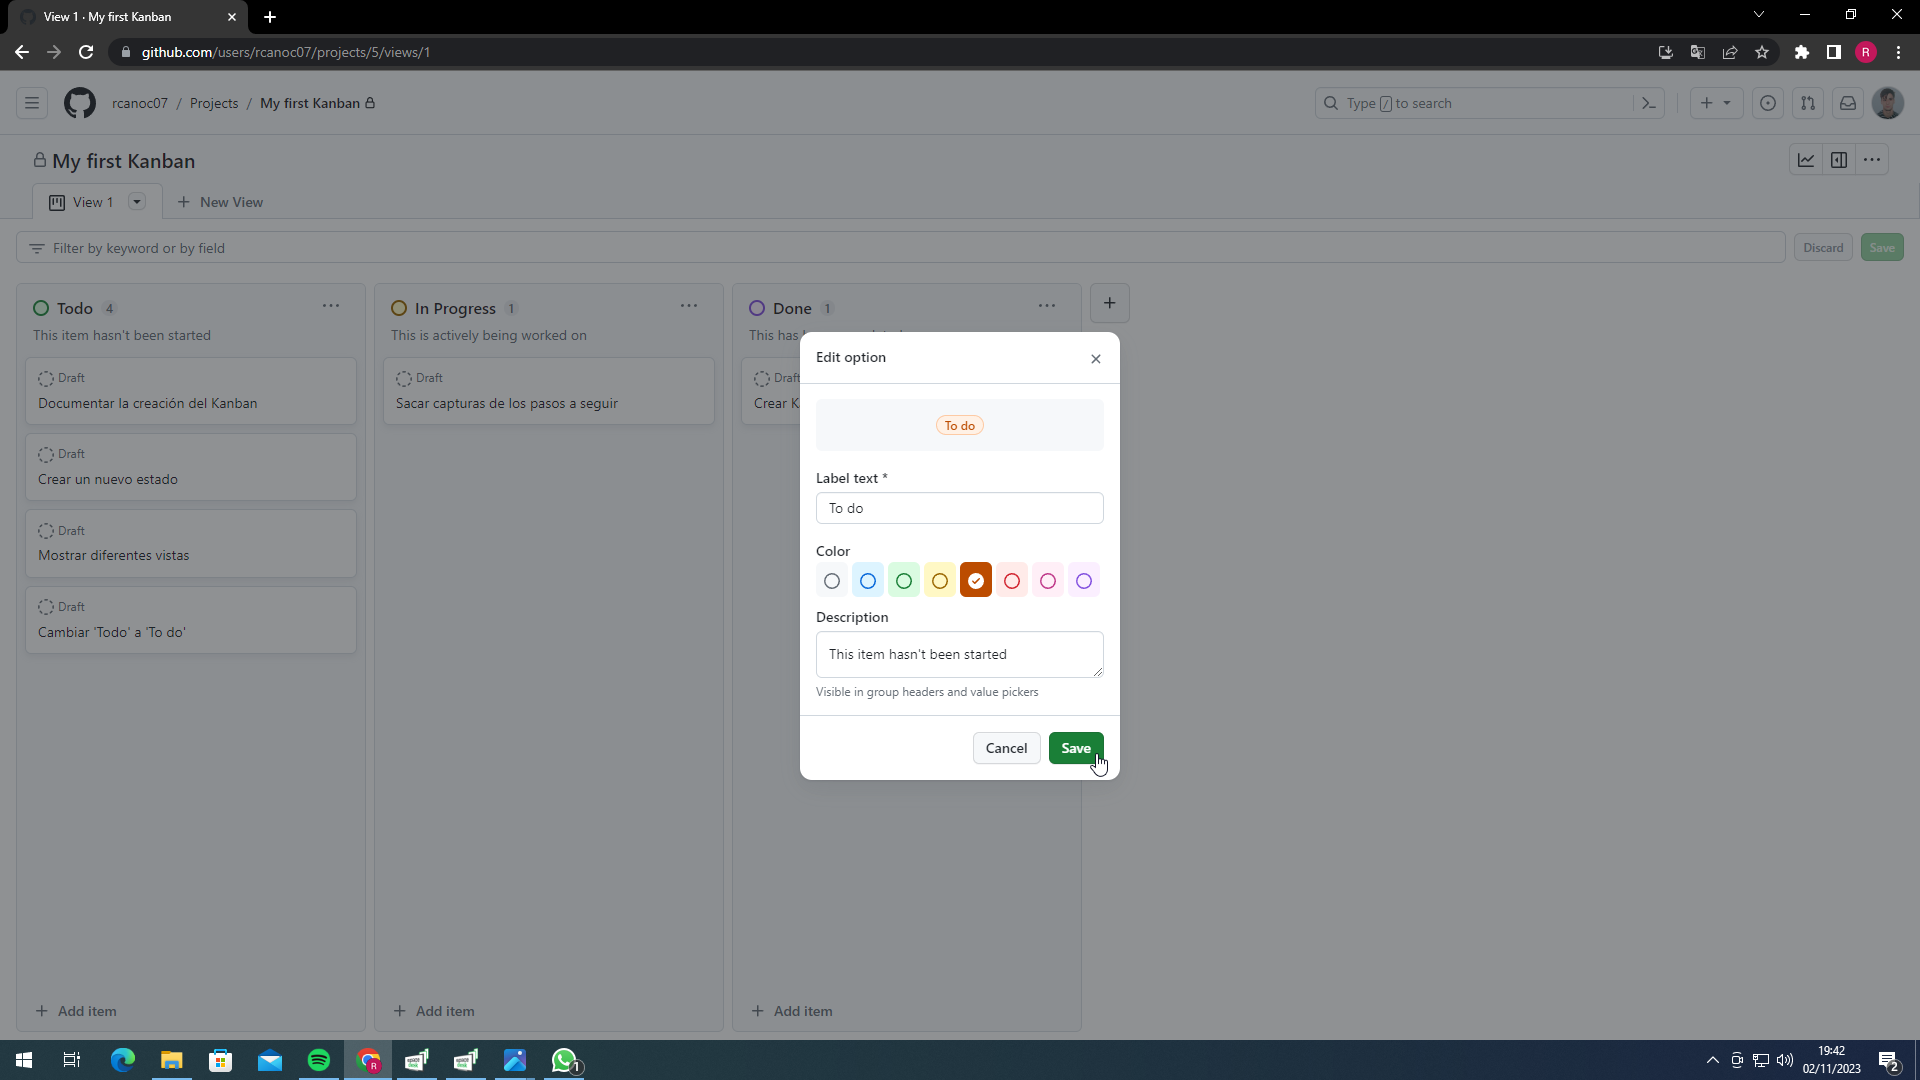 View 1 · My first Kanban
github.com/users/rcanoc07/projects/5/views/1
R
rcanoc07 / Projects / My first Kanban
Type / to search
My first Kanban
View 1
New View
Filter by keyword or by field
Discard
Save
Todo 4
This item hasn't been started
Draft
Documentar la creación del Kanban
Draft
Crear un nuevo estado
Draft
Mostrar diferentes vistas
Draft
Cambiar 'Todo' a 'To do'
Add item
In Progress 1
This is actively being worked on
Draft
Sacar capturas de los pasos a seguir
Add item
Done 1
This has
Draft
Crear K
Add item
Edit option
To do
Label text *
To do
Color
Description
This item hasn't been started
Visible in group headers and value pickers
Cancel
Save
R
1
19:42
02/11/2023
2